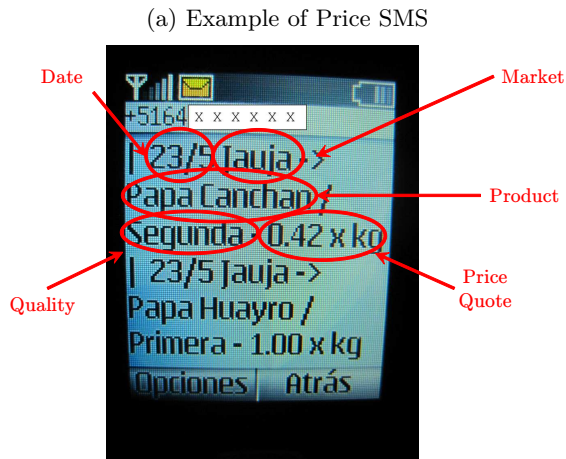 (a) Example of Price SMS
Date
Market
+5164 x x x x x x
| 23/5 Jauja ->
Papa Canchan /
Product
Segunda - 0.42 x kg
| 23/5 Jauja ->
Quality
Price
Quote
Papa Huayro /
Primera - 1.00 x kg
Opciones
Atrás